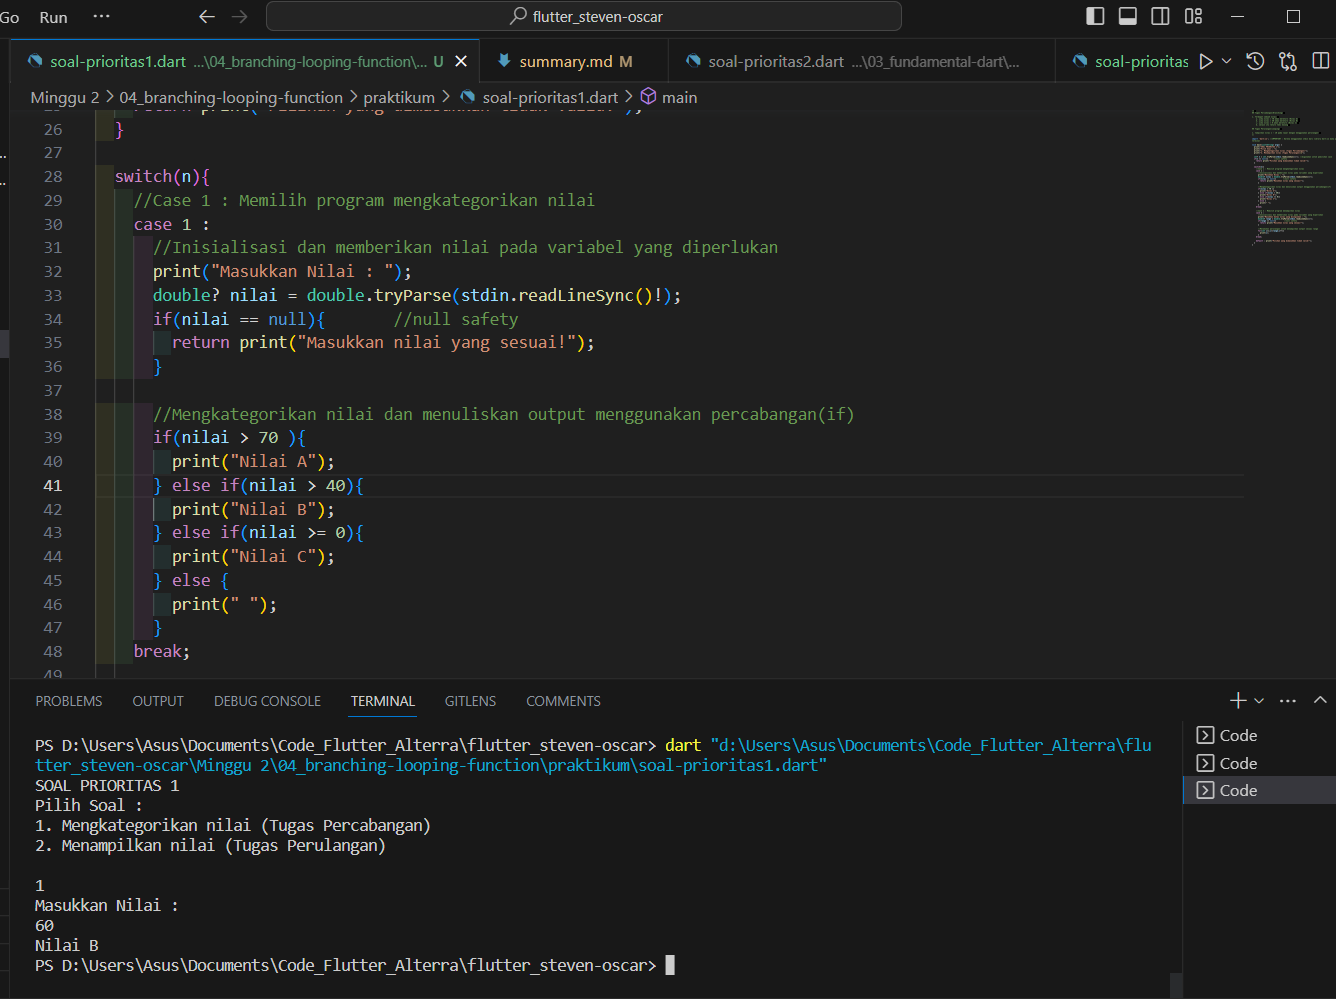 Go Run ··· flutter_steven-oscar
soal-prioritas1.dart ...\04_branching-looping-function\... U summary.md M soal-prioritas2.dart ...\03_fundamental-dart\... soal-prioritas
Minggu 2 > 04_branching-looping-function > praktikum > soal-prioritas1.dart > main
26 }
27
28 switch(n){
29 //Case 1 : Memilih program mengkategorikan nilai
30 case 1 :
31 //Inisialisasi dan memberikan nilai pada variabel yang diperlukan
32 print("Masukkan Nilai : ");
33 double? nilai = double.tryParse(stdin.readLineSync()!);
34 if(nilai == null){ //null safety
35 return print("Masukkan nilai yang sesuai!");
36 }
37
38 //Mengkategorikan nilai dan menuliskan output menggunakan percabangan(if)
39 if(nilai > 70 ){
40 print("Nilai A");
41 } else if(nilai > 40){
42 print("Nilai B");
43 } else if(nilai >= 0){
44 print("Nilai C");
45 } else {
46 print(" ");
47 }
48 break;
49
PROBLEMS OUTPUT DEBUG CONSOLE TERMINAL GITLENS COMMENTS
PS D:\Users\Asus\Documents\Code_Flutter_Alterra\flutter_steven-oscar> dart "d:\Users\Asus\Documents\Code_Flutter_Alterra\flu
tter_steven-oscar\Minggu 2\04_branching-looping-function\praktikum\soal-prioritas1.dart"
SOAL PRIORITAS 1
Pilih Soal :
1. Mengkategorikan nilai (Tugas Percabangan)
2. Menampilkan nilai (Tugas Perulangan)
1
Masukkan Nilai :
60
Nilai B
PS D:\Users\Asus\Documents\Code_Flutter_Alterra\flutter_steven-oscar>
Code
Code
Code